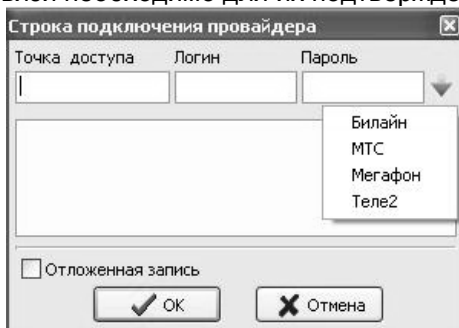 Строка подключения провайдера
Точка доступа Логин Пароль
Билайн
МТС
Мегафон
Теле2
Отложенная запись
OK Отмена